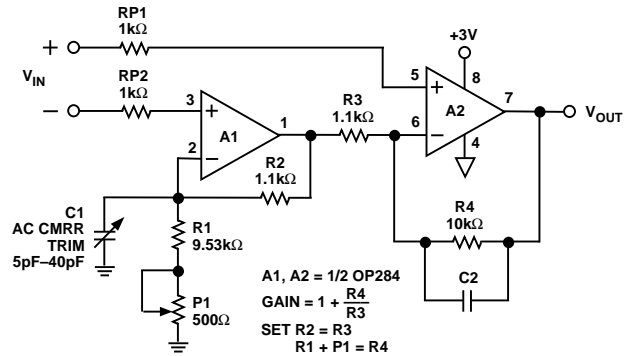 RP1
1kΩ
+3V
+
VIN
RP2
1kΩ
−
3
+
A1
2
−
1
R3
1.1kΩ
5
+
A2
6
−
8
7
4
VOUT
R2
1.1kΩ
C1
AC CMRR
TRIM
5pF–40pF
R1
9.53kΩ
R4
10kΩ
C2
P1
500Ω
A1, A2 = 1/2 OP284
GAIN = 1 + R4
R3
SET R2 = R3
R1 + P1 = R4